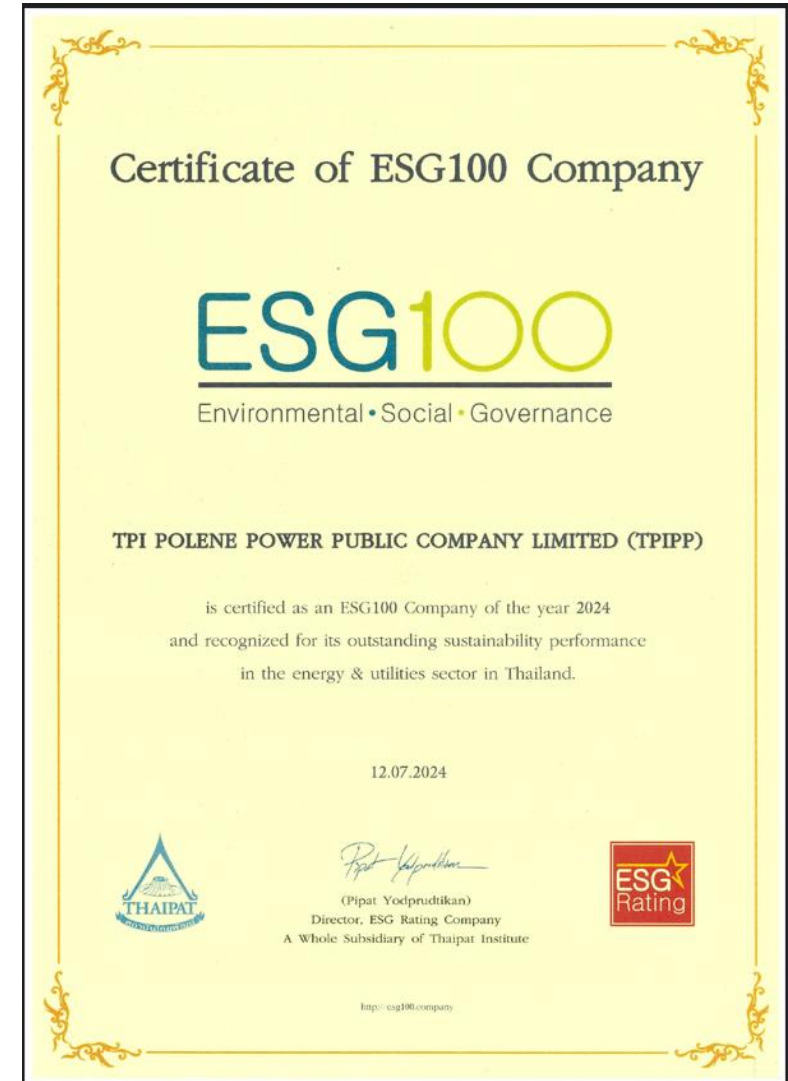 Certificate of ESG100 Company
ESG100
Environmental • Social • Governance
TPI POLENE POWER PUBLIC COMPANY LIMITED (TPIPP)
is certified as an ESG100 Company of the year 2024
and recognized for its outstanding sustainability performance
in the energy & utilities sector in Thailand.
12.07.2024
THAIPAT
ESG
Rating
(Pipat Yodprudtikan)
Director, ESG Rating Company
A Whole Subsidiary of Thaipat Institute
http://esg100.company